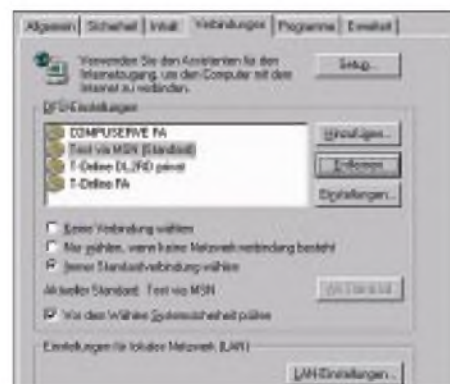 Allgemein Sicherheit Inhalt Verbindungen Programme Erweitert
Verwenden Sie den Assistenten für den
Internetzugang, um den Computer mit dem
Internet zu verbinden.
Setup...
DFÜ-Einstellungen
COMPUSERVE PA
Test via MSN (Standard)
T-Online DL2RD privat
T-Online PA
Hinzufügen...
Entfernen
Einstellungen...
Keine Verbindung wählen
Nur wählen, wenn keine Netzwerkverbindung besteht
Immer Standardverbindung wählen
Aktueller Standard: Test via MSN
Als Standard
Vor dem Wählen Systemsicherheit prüfen
Einstellungen für lokales Netzwerk (LAN)
LAN-Einstellungen...